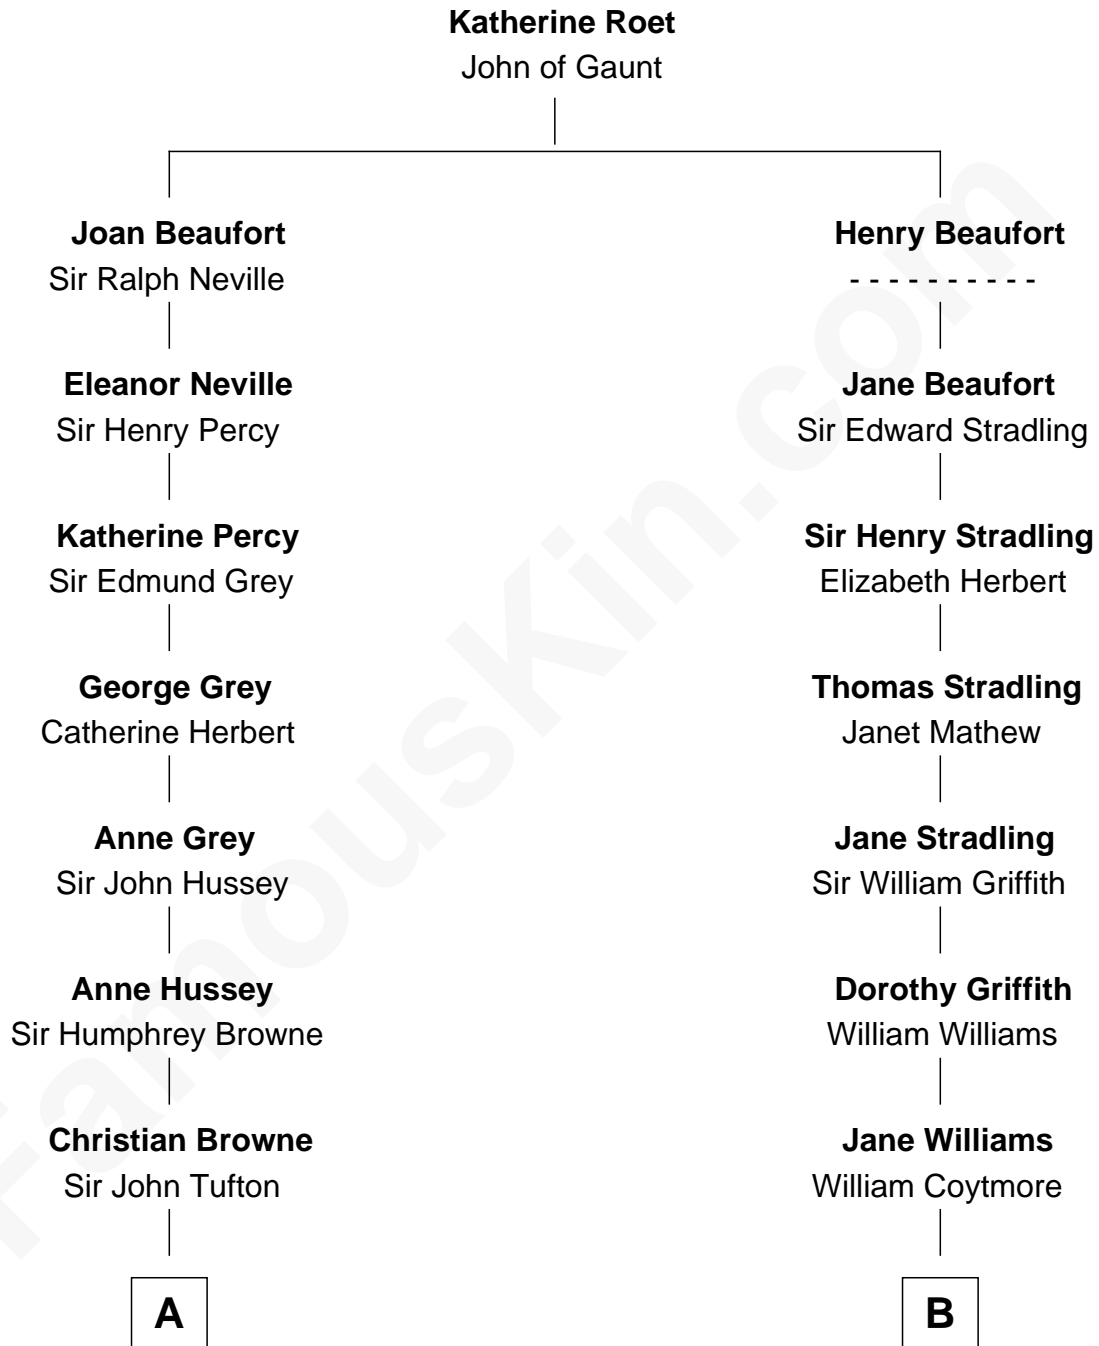 Katherine Roet
John of Gaunt
Joan Beaufort
Sir Ralph Neville
Henry Beaufort
- - - - - - - - - -
Eleanor Neville
Sir Henry Percy
Jane Beaufort
Sir Edward Stradling
Katherine Percy
Sir Edmund Grey
Sir Henry Stradling
Elizabeth Herbert
George Grey
Catherine Herbert
Thomas Stradling
Janet Mathew
Anne Grey
Sir John Hussey
Jane Stradling
Sir William Griffith
Anne Hussey
Sir Humphrey Browne
Dorothy Griffith
William Williams
Christian Browne
Sir John Tufton
Jane Williams
William Coytmore
A
B
FamousKin.com